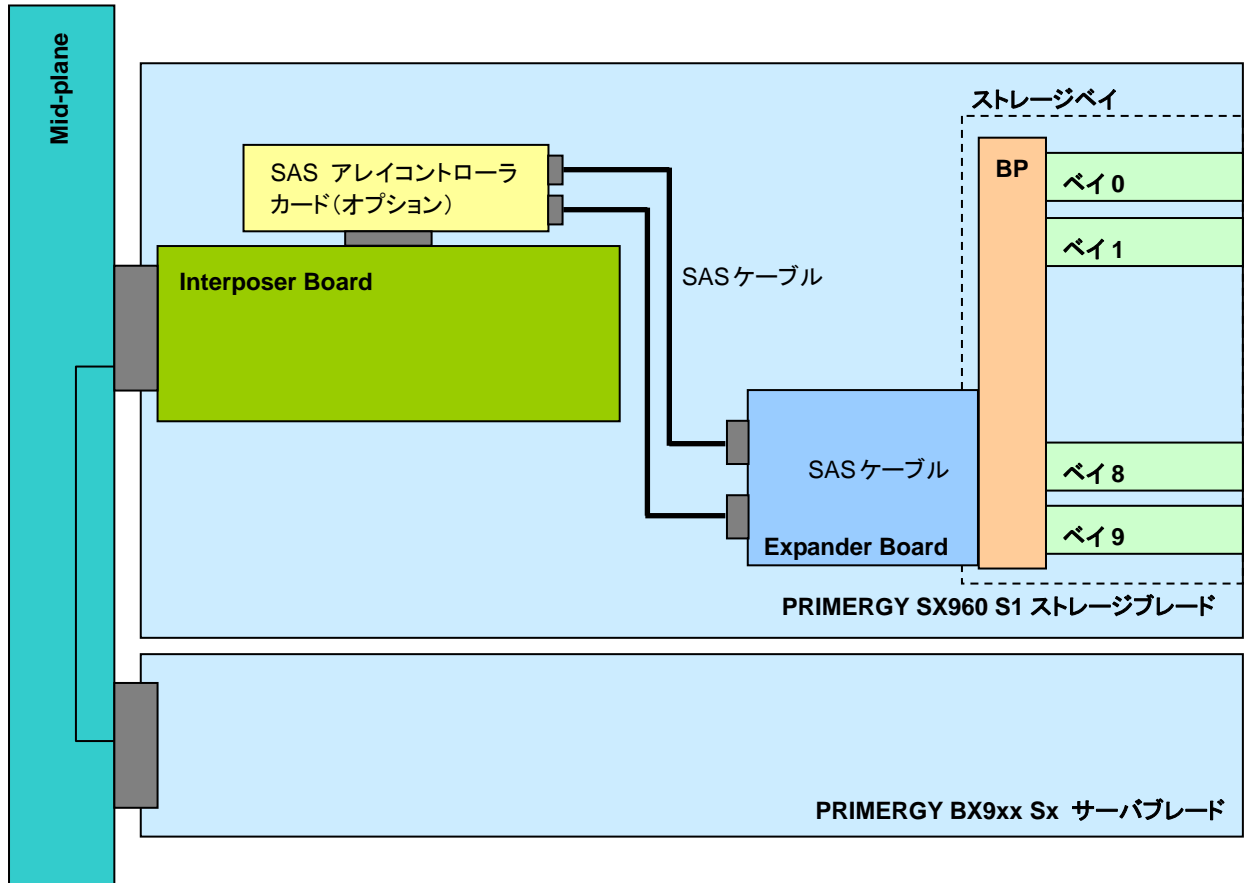 Mid-plane
ストレージベイ
SAS アレイコントローラ
カード(オプション)
BP
ベイ 0
ベイ 1
Interposer Board
SASケーブル
SASケーブル
ベイ 8
ベイ 9
Expander Board
PRIMERGY SX960 S1 ストレージブレード
PRIMERGY BX9xx Sx サーバブレード